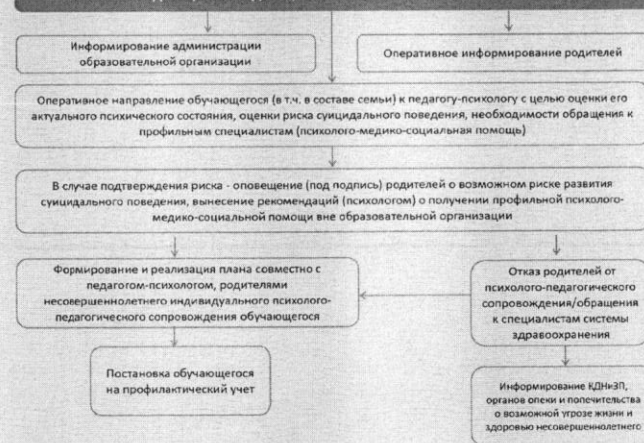 Информирование администрации
образовательной организации
Оперативное информирование родителей
Оперативное направление обучающегося (в т.ч. в составе семьи) к педагогу-психологу с целью оценки его
актуального психического состояния, оценки риска суицидального поведения, необходимости обращения к
профильным специалистам (психолого-медико-социальная помощь)
В случае подтверждения риска - оповещение (под подпись) родителей о возможном риске развития
суицидального поведения, вынесение рекомендаций (психологом) о получении профильной психолого-
медико-социальной помощи вне образовательной организации
Формирование и реализация плана совместно с
педагогом-психологом, родителями
несовершеннолетнего индивидуального психолого-
педагогического сопровождения обучающегося
Отказ родителей от
психолого-педагогического
сопровождения/обращения
к специалистам системы
здравоохранения
Постановка обучающегося
на профилактический учет
Информирование КДНиЗП,
органов опеки и попечительства
о возможной угрозе жизни и
здоровью несовершеннолетнего